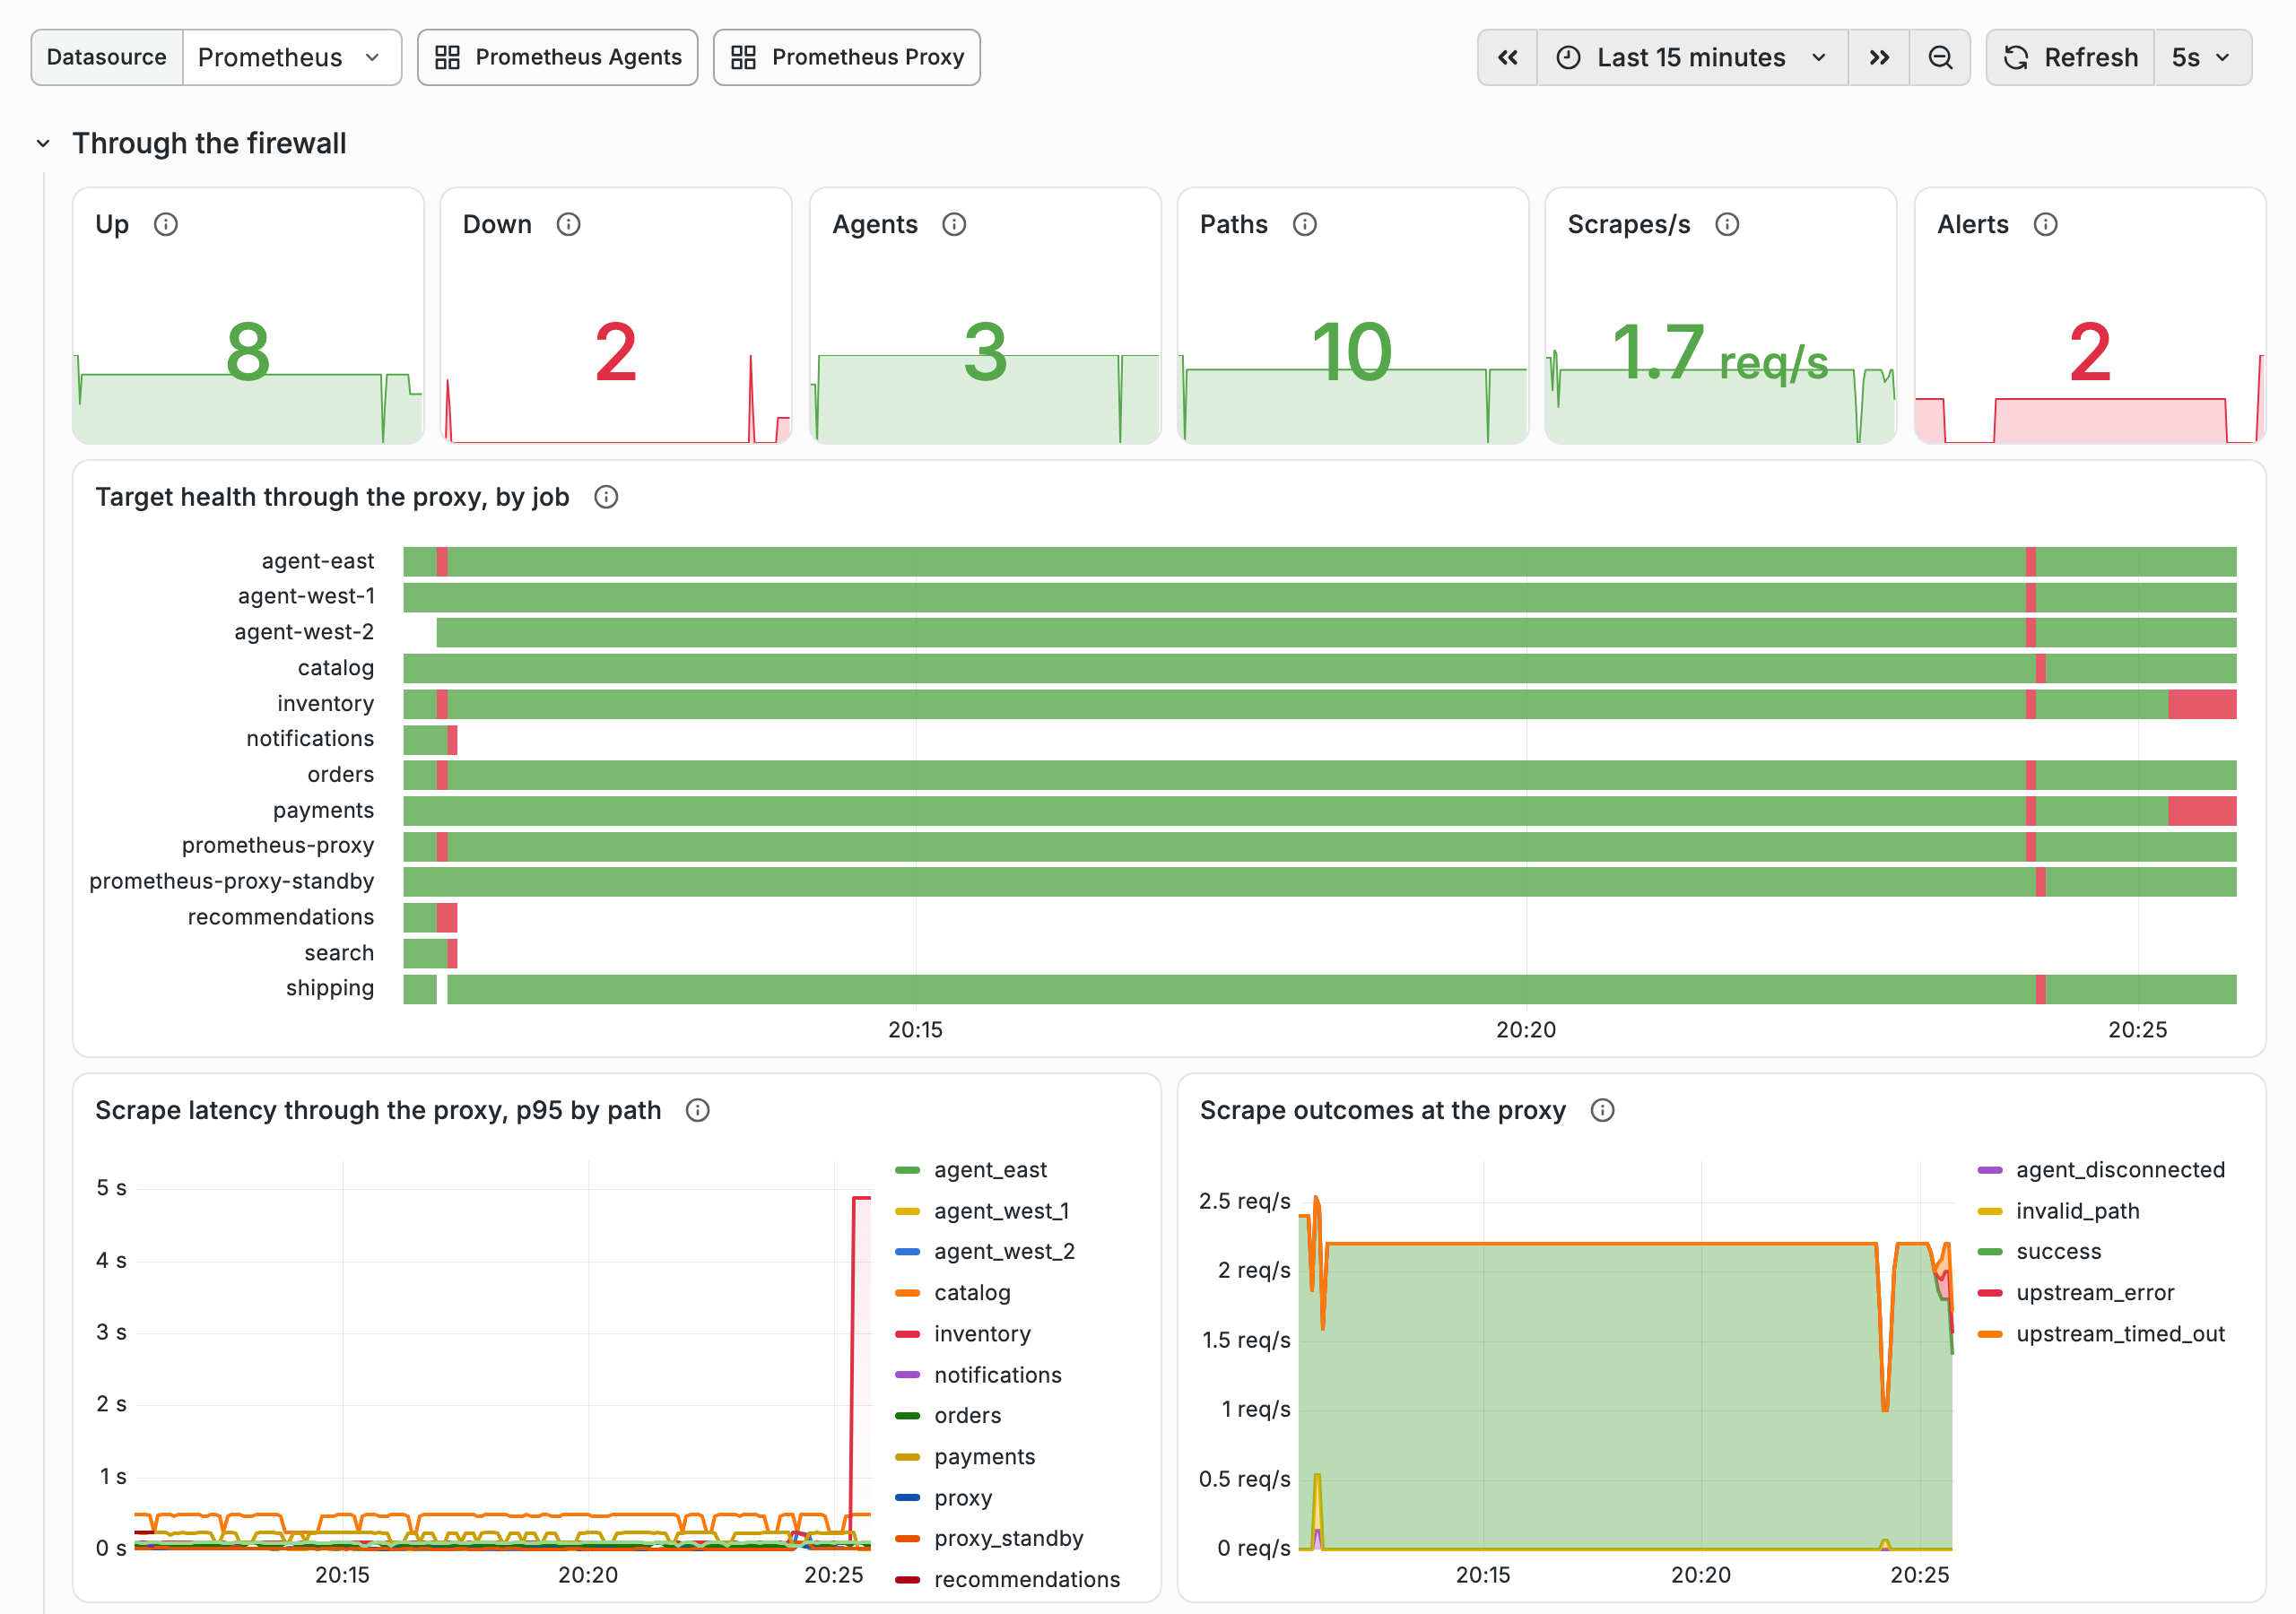 Datasource Prometheus Prometheus Agents Prometheus Proxy Last 15 minutes Refresh 5s
Through the firewall
Up Down Agents Paths Scrapes/s Alerts
8 2 3 10 1.7 req/s 2
Target health through the proxy, by job
agent-east
agent-west-1
agent-west-2
catalog
inventory
notifications
orders
payments
prometheus-proxy
prometheus-proxy-standby
recommendations
search
shipping
20:15 20:20 20:25
Scrape latency through the proxy, p95 by path
5 s
4 s
3 s
2 s
1 s
0 s
20:15 20:20 20:25
agent_east
agent_west_1
agent_west_2
catalog
inventory
notifications
orders
payments
proxy
proxy_standby
recommendations
Scrape outcomes at the proxy
2.5 req/s
2 req/s
1.5 req/s
1 req/s
0.5 req/s
0 req/s
20:15 20:20 20:25
agent_disconnected
invalid_path
success
upstream_error
upstream_timed_out